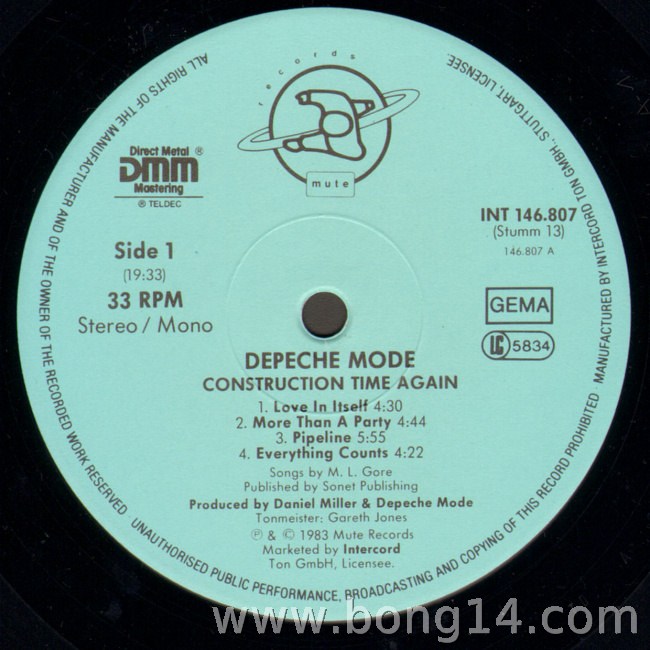 records
mute
Direct Metal ®
DMM
Mastering
® TELDEC
Side 1
(19:33)
33 RPM
Stereo / Mono
INT 146.807
(Stumm 13)
146.807 A
GEMA
LC 5834
DEPECHE MODE
CONSTRUCTION TIME AGAIN
1. Love In Itself 4:30
2. More Than A Party 4:44
3. Pipeline 5:55
4. Everything Counts 4:22
Songs by M. L. Gore
Published by Sonet Publishing
Produced by Daniel Miller & Depeche Mode
Tonmeister: Gareth Jones
℗ & © 1983 Mute Records
Marketed by Intercord
Ton GmbH, Licensee.
ALL RIGHTS OF THE MANUFACTURER AND OF THE OWNER OF THE RECORDED WORK RESERVED · UNAUTHORISED PUBLIC PERFORMANCE, BROADCASTING AND COPYING OF THIS RECORD PROHIBITED · MANUFACTURED BY INTERCORD TON GMBH, STUTTGART, LICENSEE.
www.bong14.com